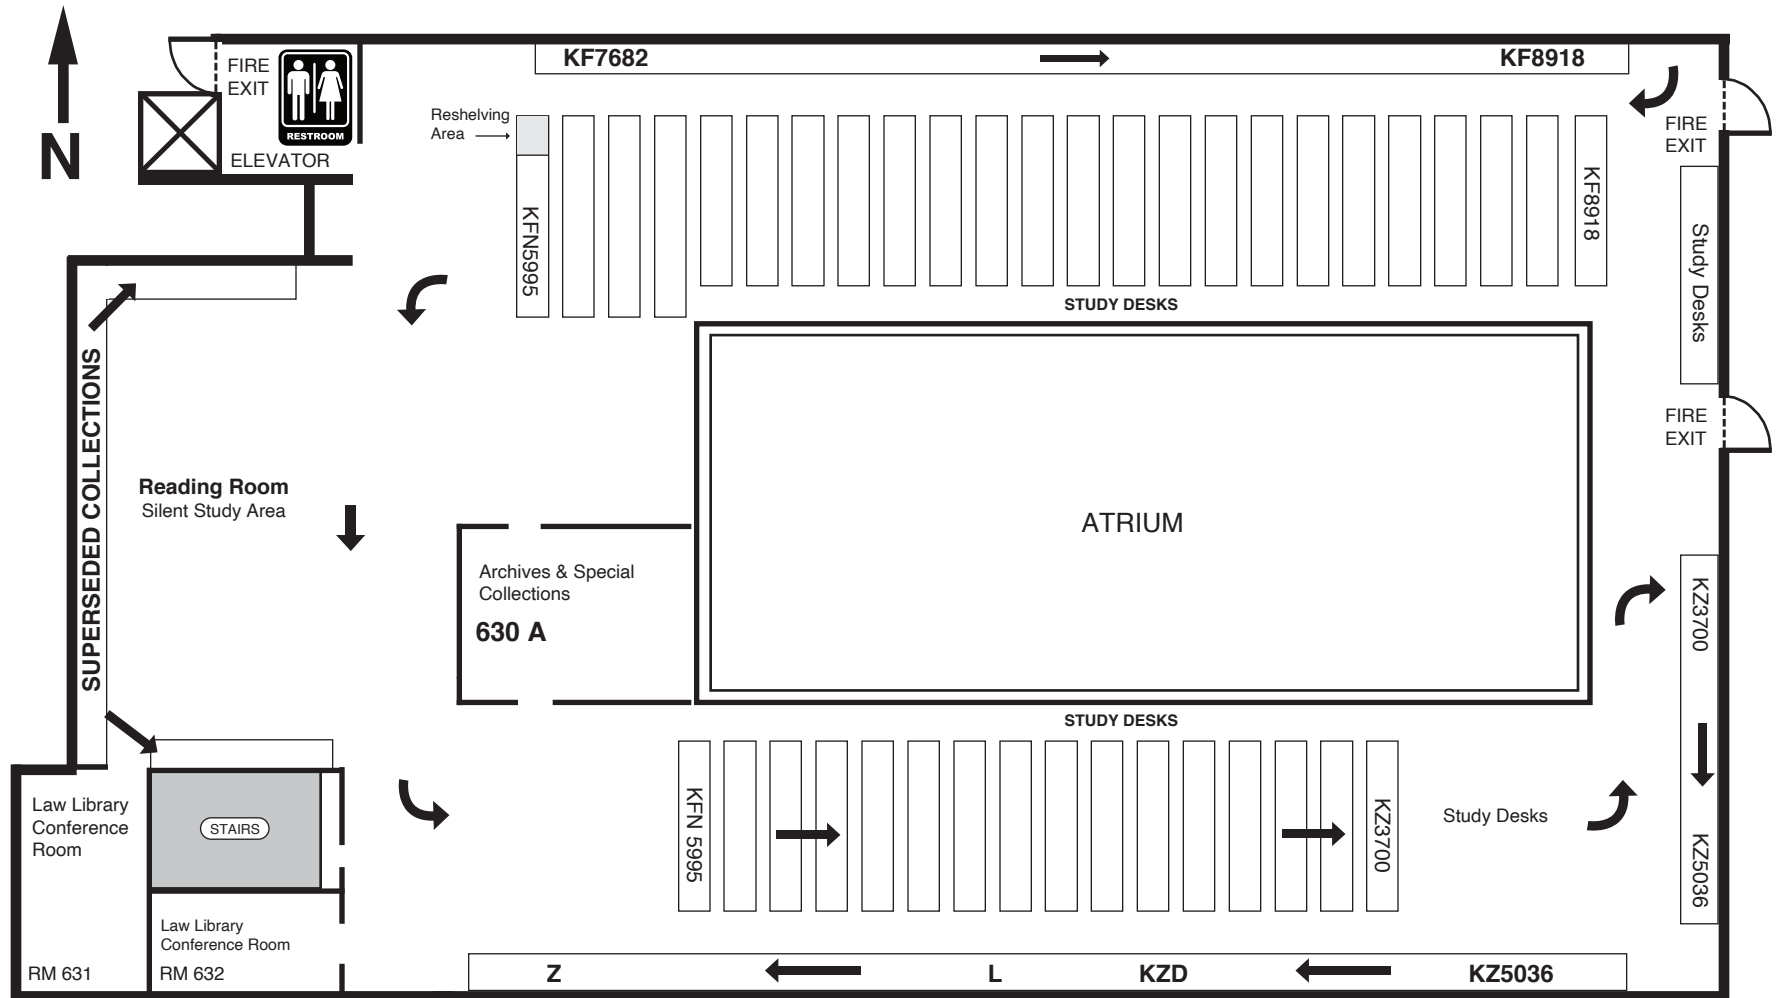 N
FIRE
EXIT
RESTROOM
ELEVATOR
KF7682
KF8918
Reshelving
Area
FIRE
EXIT
KFN5995
KF8918
Study Desks
STUDY DESKS
FIRE
EXIT
SUPERSEDED COLLECTIONS
Reading Room
Silent Study Area
ATRIUM
Archives & Special
Collections
630 A
KZ3700
STUDY DESKS
KFN 5995
KZ3700
Study Desks
KZ5036
Law Library
Conference
Room
STAIRS
Law Library
Conference Room
RM 631
RM 632
Z
L
KZD
KZ5036